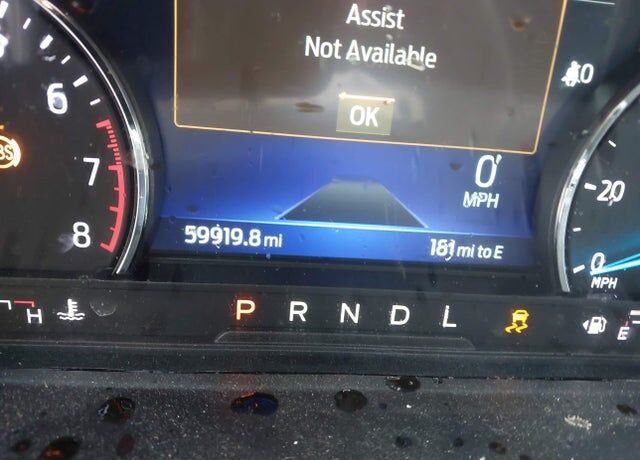 Assist
Not Available
OK
6
7
8
0
MPH
20
0
MPH
59919.8 mi
181 mi to E
H
P R N D L
E